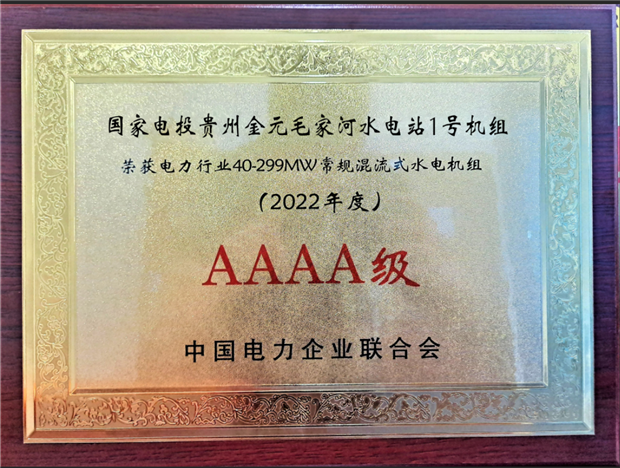 国家电投贵州金元毛家河水电站1号机组
荣获电力行业40-299MW常规混流式水电机组
（2022年度）
AAAA级
中国电力企业联合会